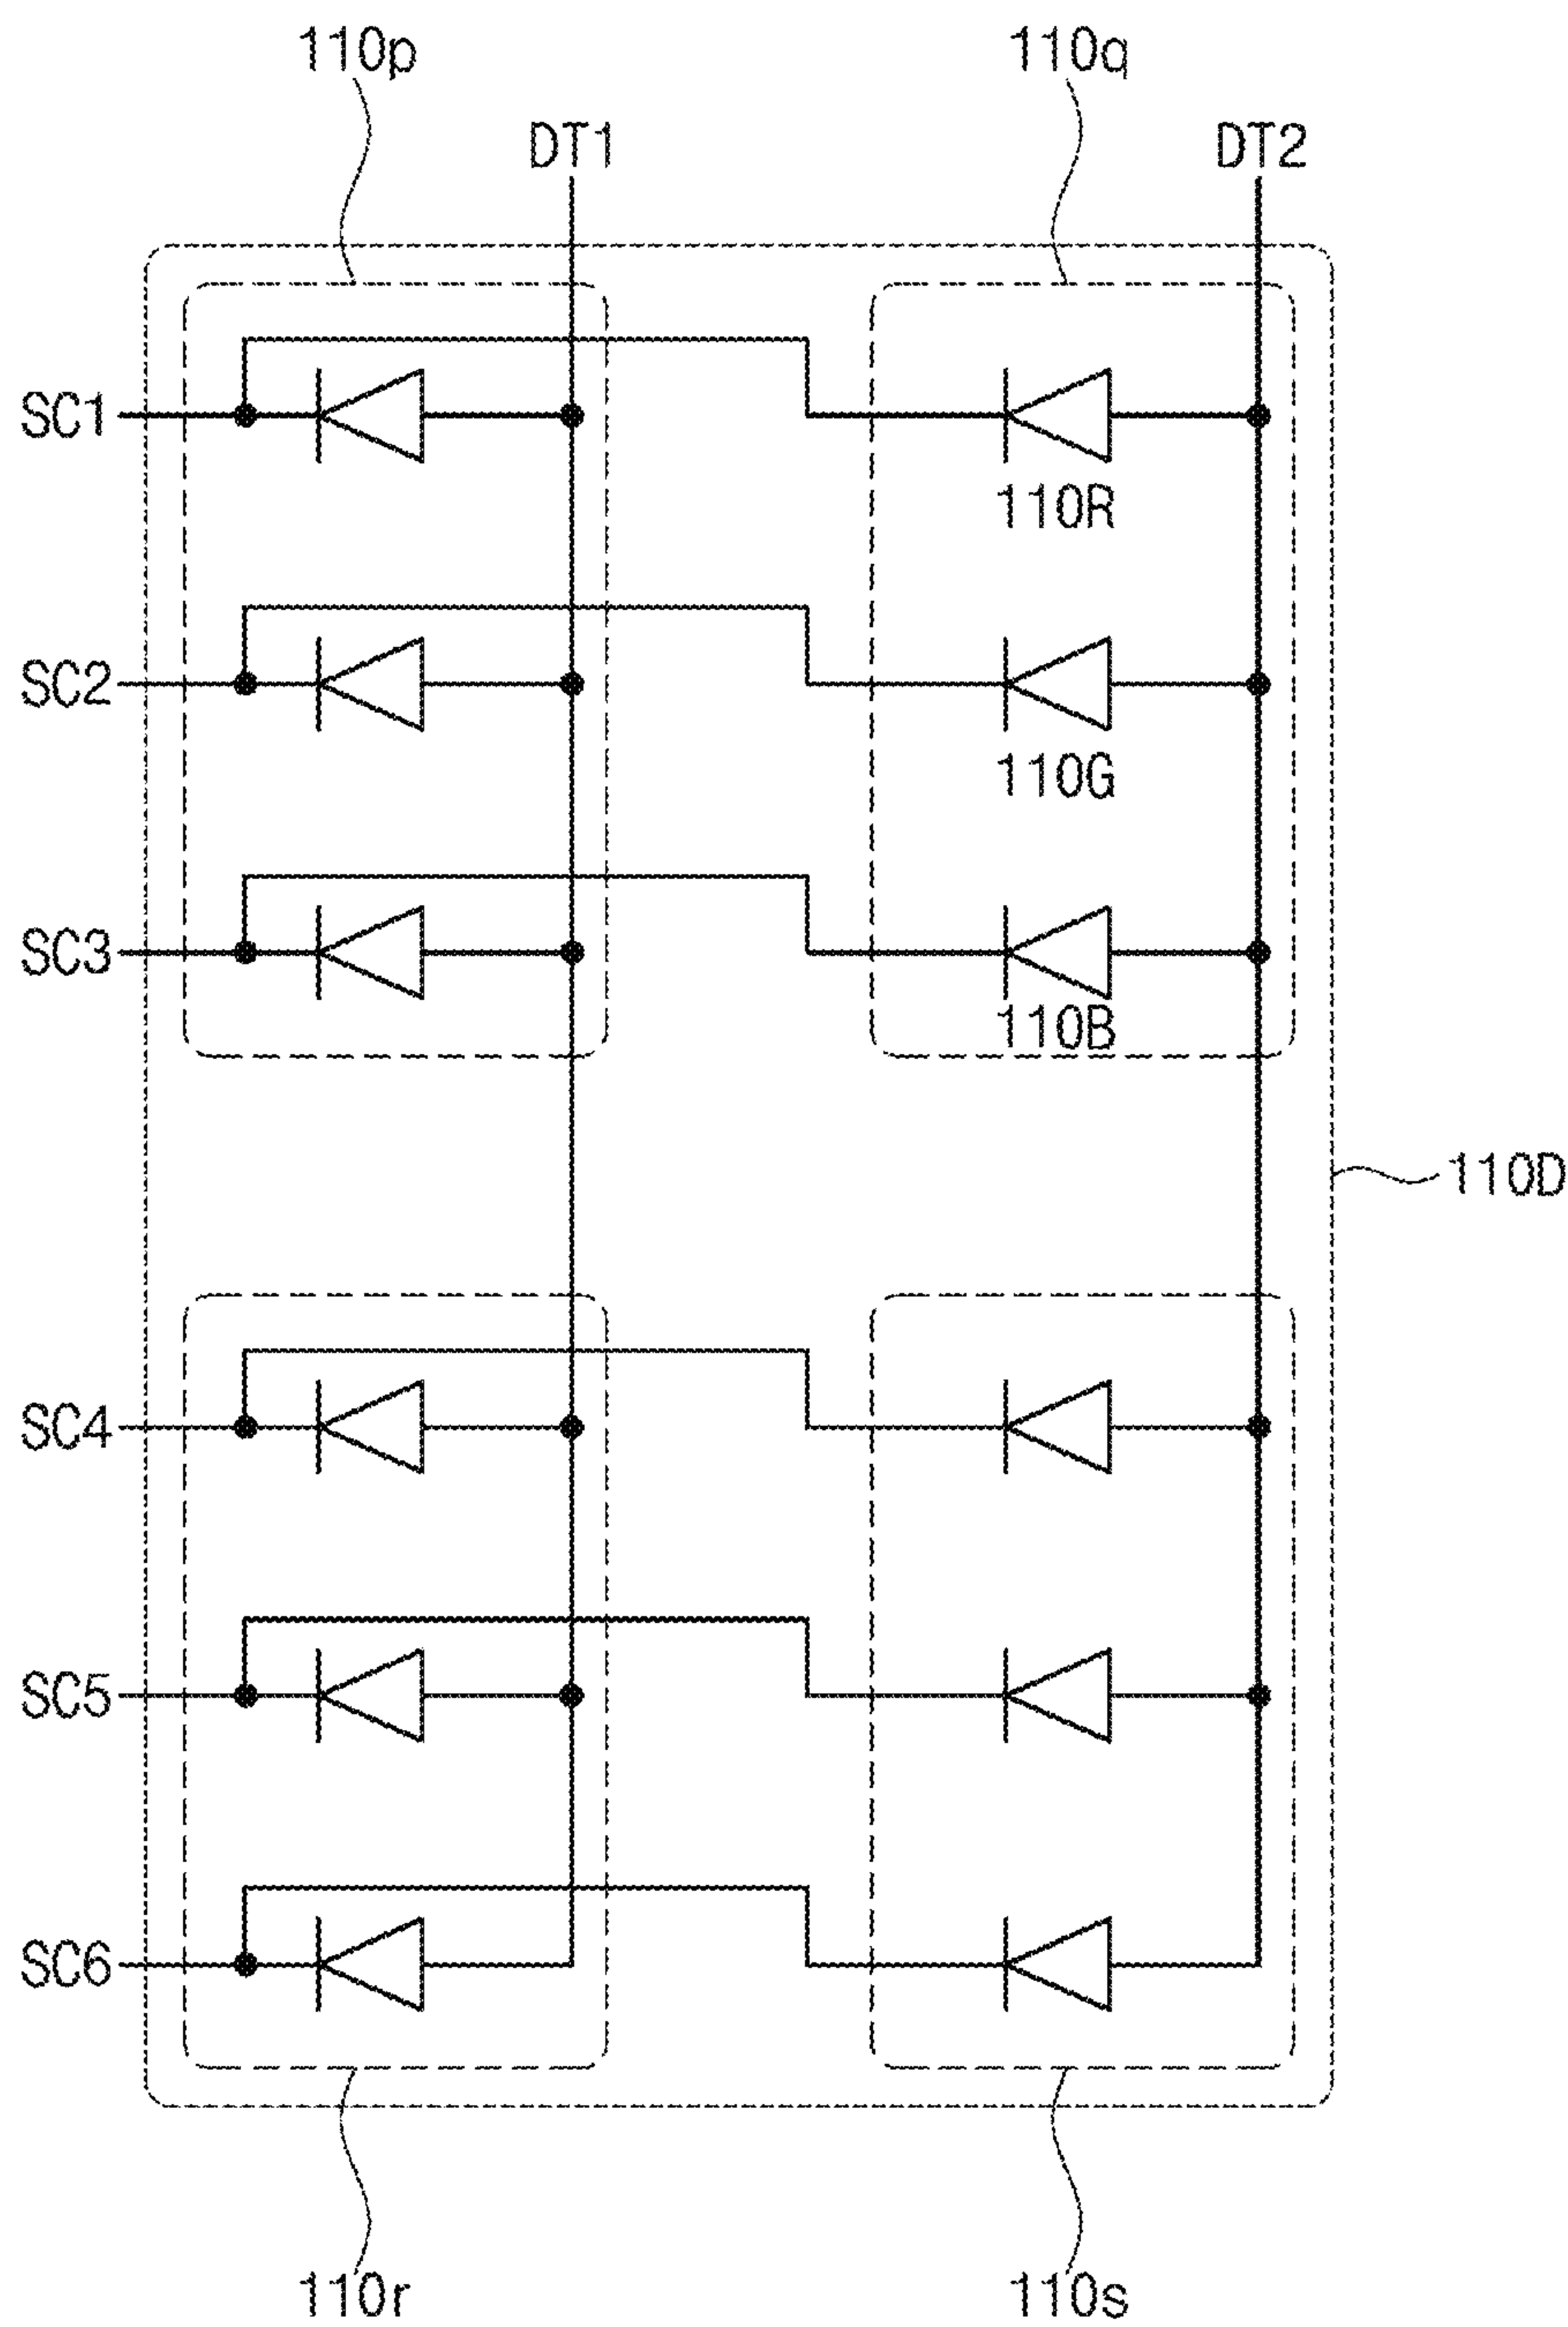 110p
110q
DT1
DT2
SC1
110R
SC2
110G
SC3
110B
110D
SC4
SC5
SC6
110r
110s